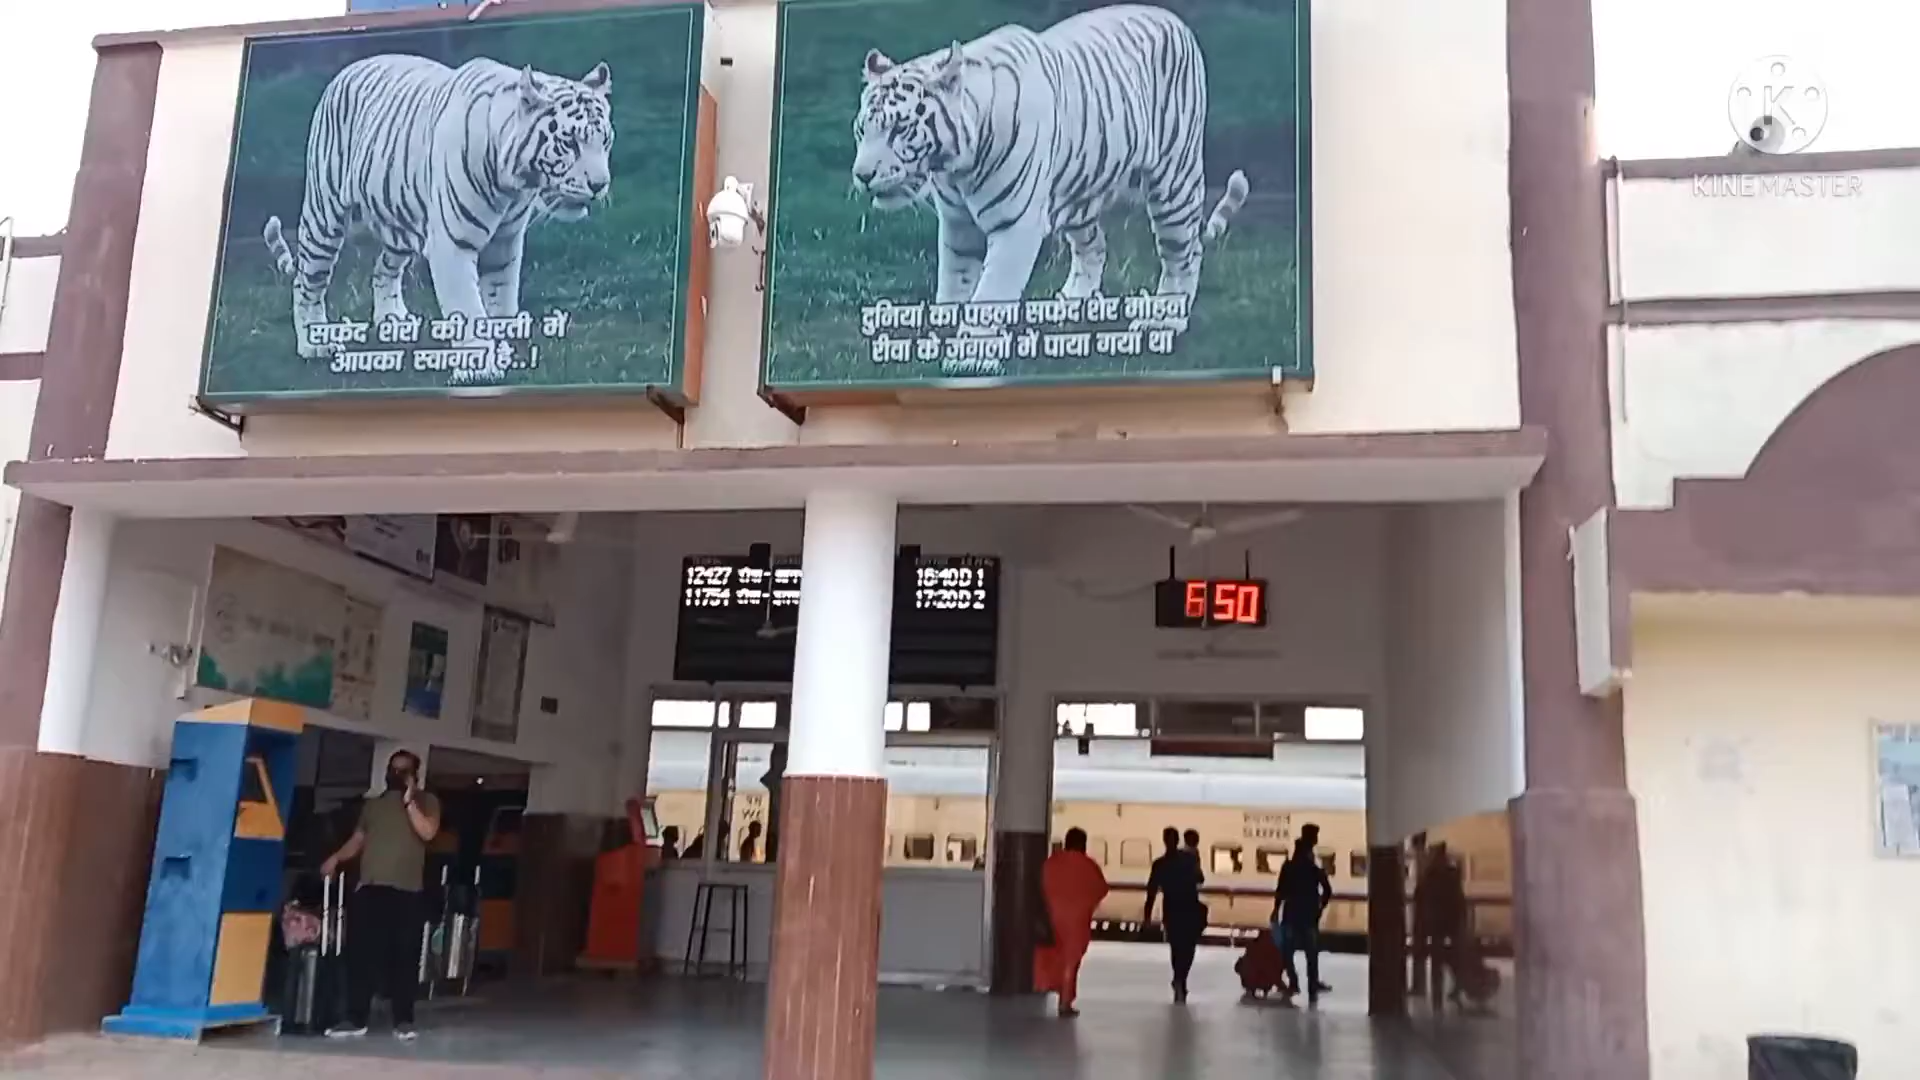 सफेद शेरों की धरती में
आपका स्वागत है..!
दुनियां का पहला सफेद शेर मोहन
रीवा के जंगलों में पाया गया था
KINEMASTER
12427
16:40 D 1
11754
17:20 D 2
6 50
SLEEPER